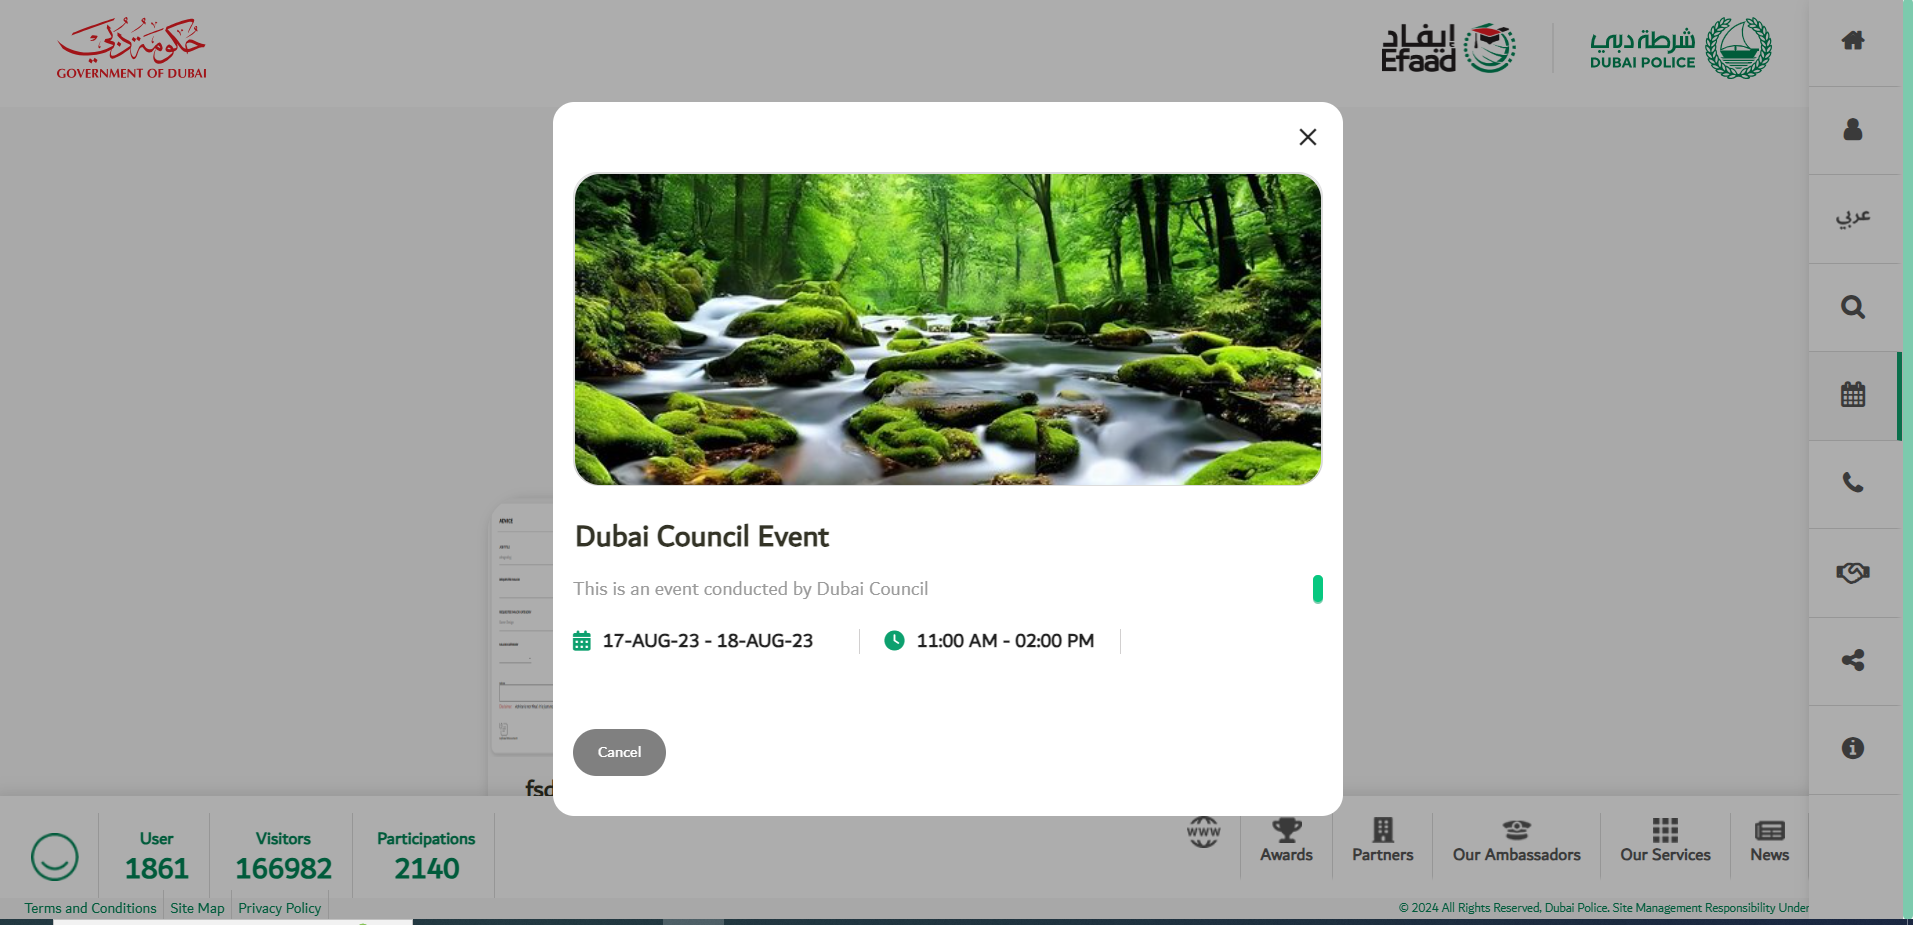 حكومة دبي
GOVERNMENT OF DUBAI
إيفاد
Efaad
شرطة دبي
DUBAI POLICE
عربي
ADVICE
Dubai Council Event
This is an event conducted by Dubai Council
17-AUG-23 - 18-AUG-23
11:00 AM - 02:00 PM
Cancel
User
1861
Visitors
166982
Participations
2140
WWW
Awards
Partners
Our Ambassadors
Our Services
News
Terms and Conditions
Site Map
Privacy Policy
© 2024 All Rights Reserved, Dubai Police. Site Management Responsibility Under